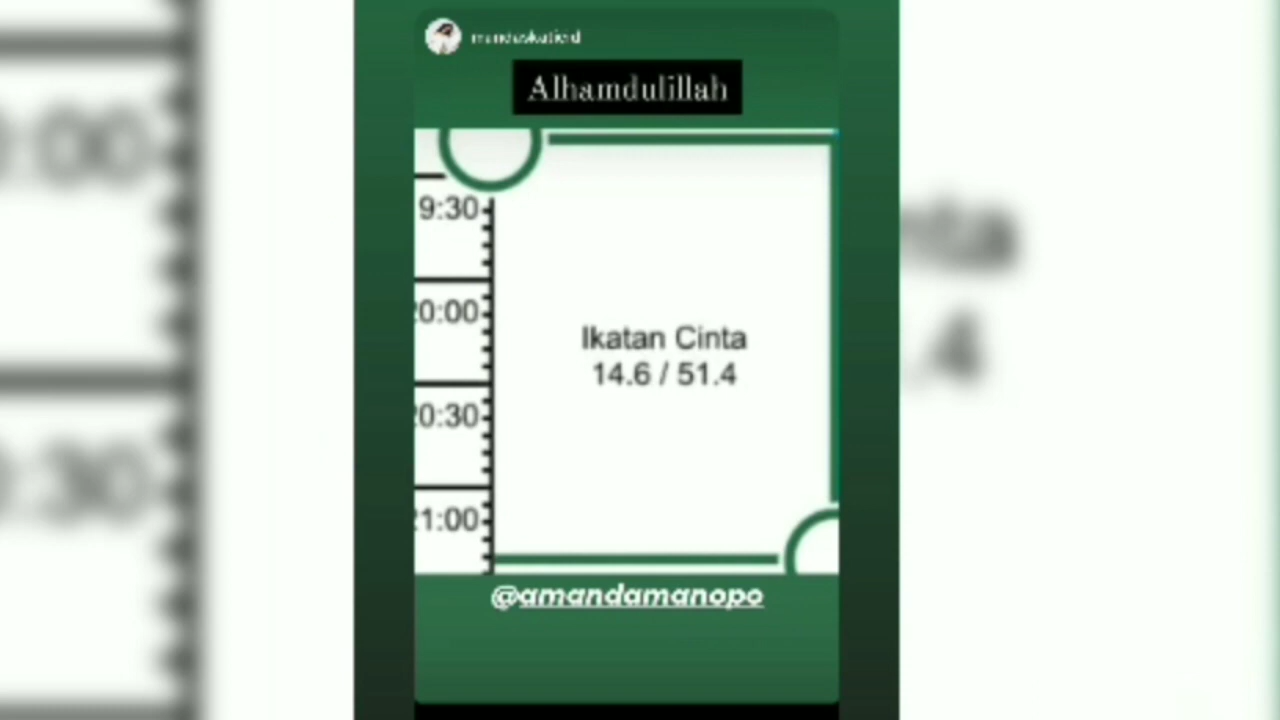 Alhamdulillah
9:30
20:00
20:30
21:00
Ikatan Cinta
14.6 / 51.4
@amandamanopo